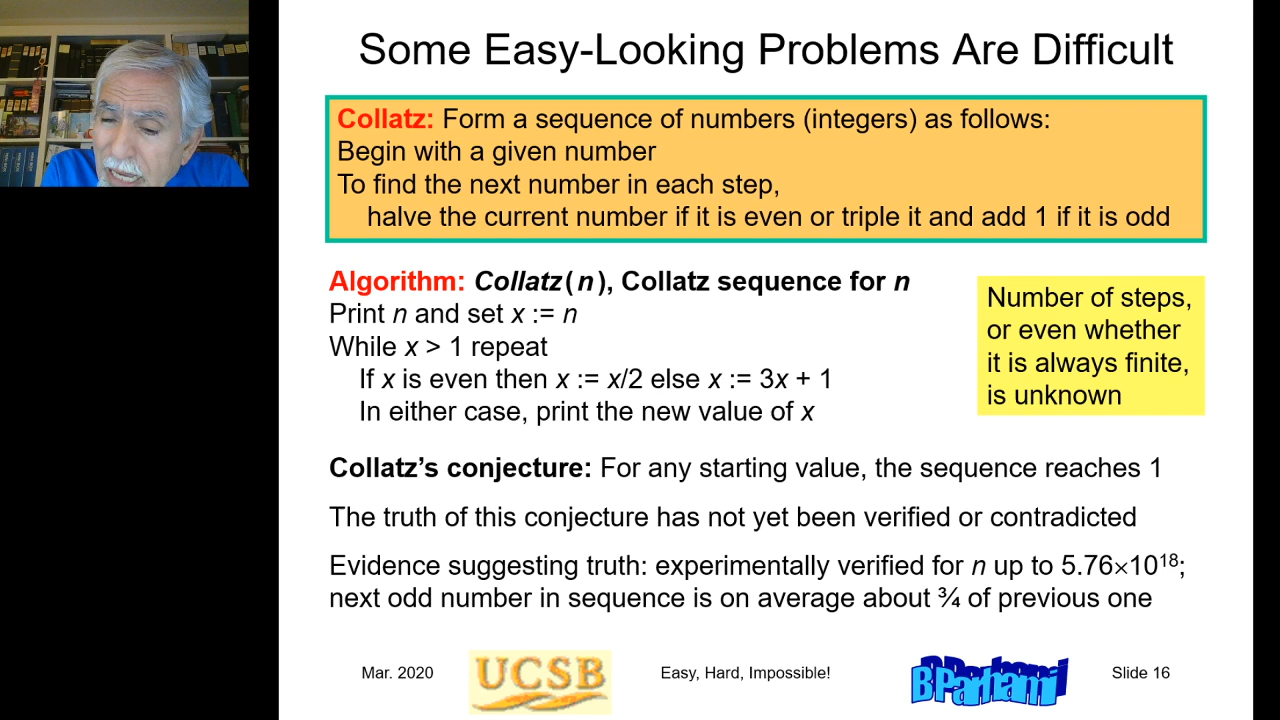 Some Easy-Looking Problems Are Difficult
Collatz: Form a sequence of numbers (integers) as follows:
Begin with a given number
To find the next number in each step,
halve the current number if it is even or triple it and add 1 if it is odd
Algorithm: Collatz(n), Collatz sequence for n
Print n and set x := n
While x > 1 repeat
If x is even then x := x/2 else x := 3x + 1
In either case, print the new value of x
Number of steps,
or even whether
it is always finite,
is unknown
Collatz’s conjecture: For any starting value, the sequence reaches 1
The truth of this conjecture has not yet been verified or contradicted
Evidence suggesting truth: experimentally verified for n up to 5.76×10¹⁸;
next odd number in sequence is on average about ¾ of previous one
Mar. 2020
UCSB
Easy, Hard, Impossible!
BParhami
Slide 16